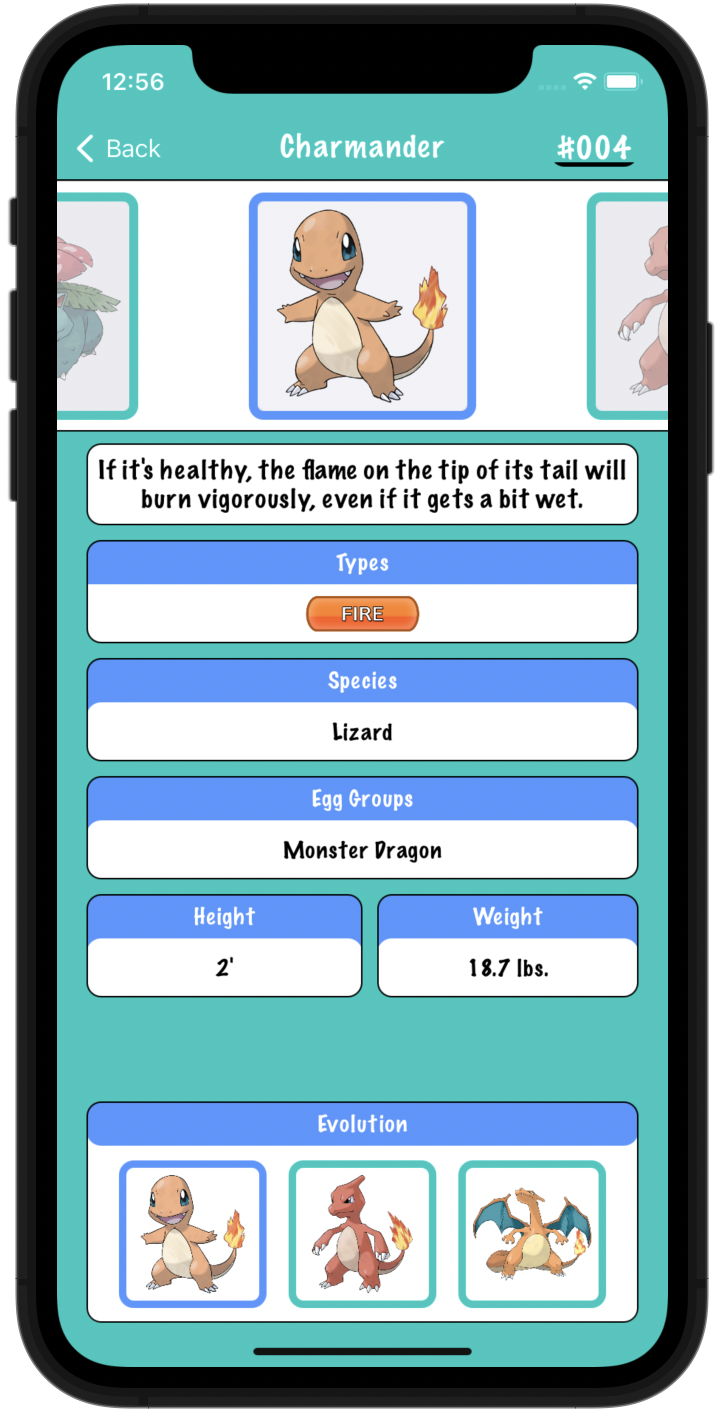 12:56
Back
Charmander
#004
If it's healthy, the flame on the tip of its tail will
burn vigorously, even if it gets a bit wet.
Types
FIRE
Species
Lizard
Egg Groups
Monster Dragon
Height
Weight
2'
18.7 lbs.
Evolution